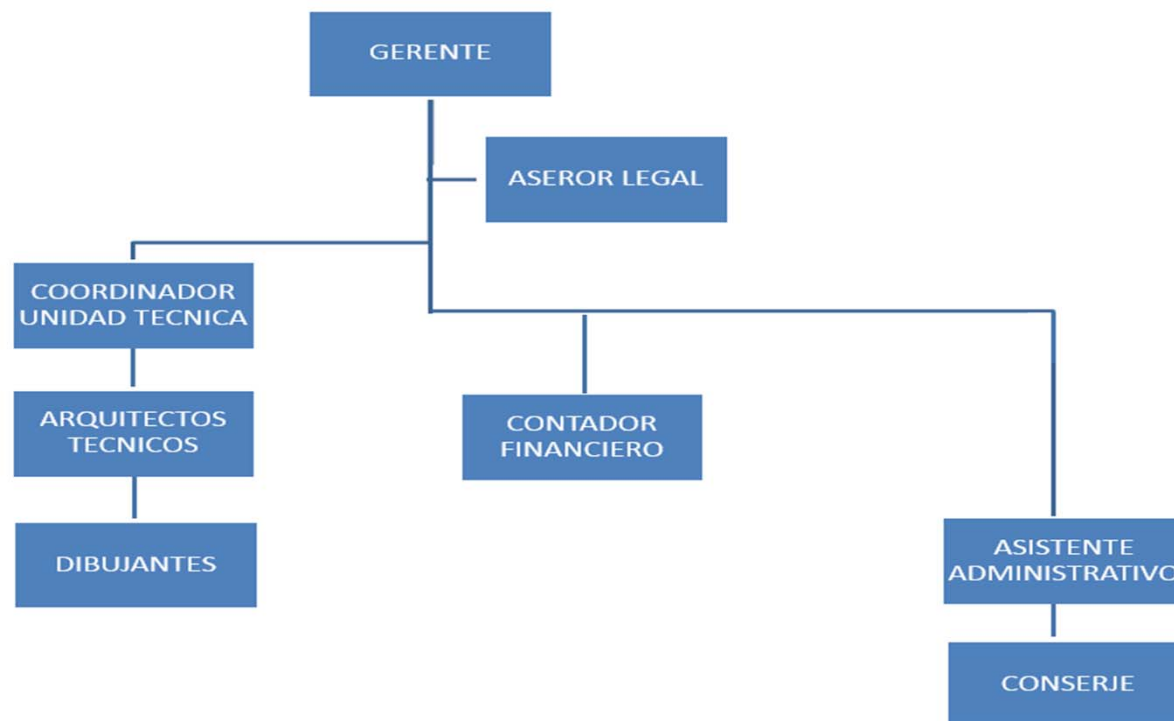 GERENTE
ASEROR LEGAL
COORDINADOR
UNIDAD TECNICA
ARQUITECTOS
TECNICOS
DIBUJANTES
CONTADOR
FINANCIERO
ASISTENTE
ADMINISTRATIVO
CONSERJE